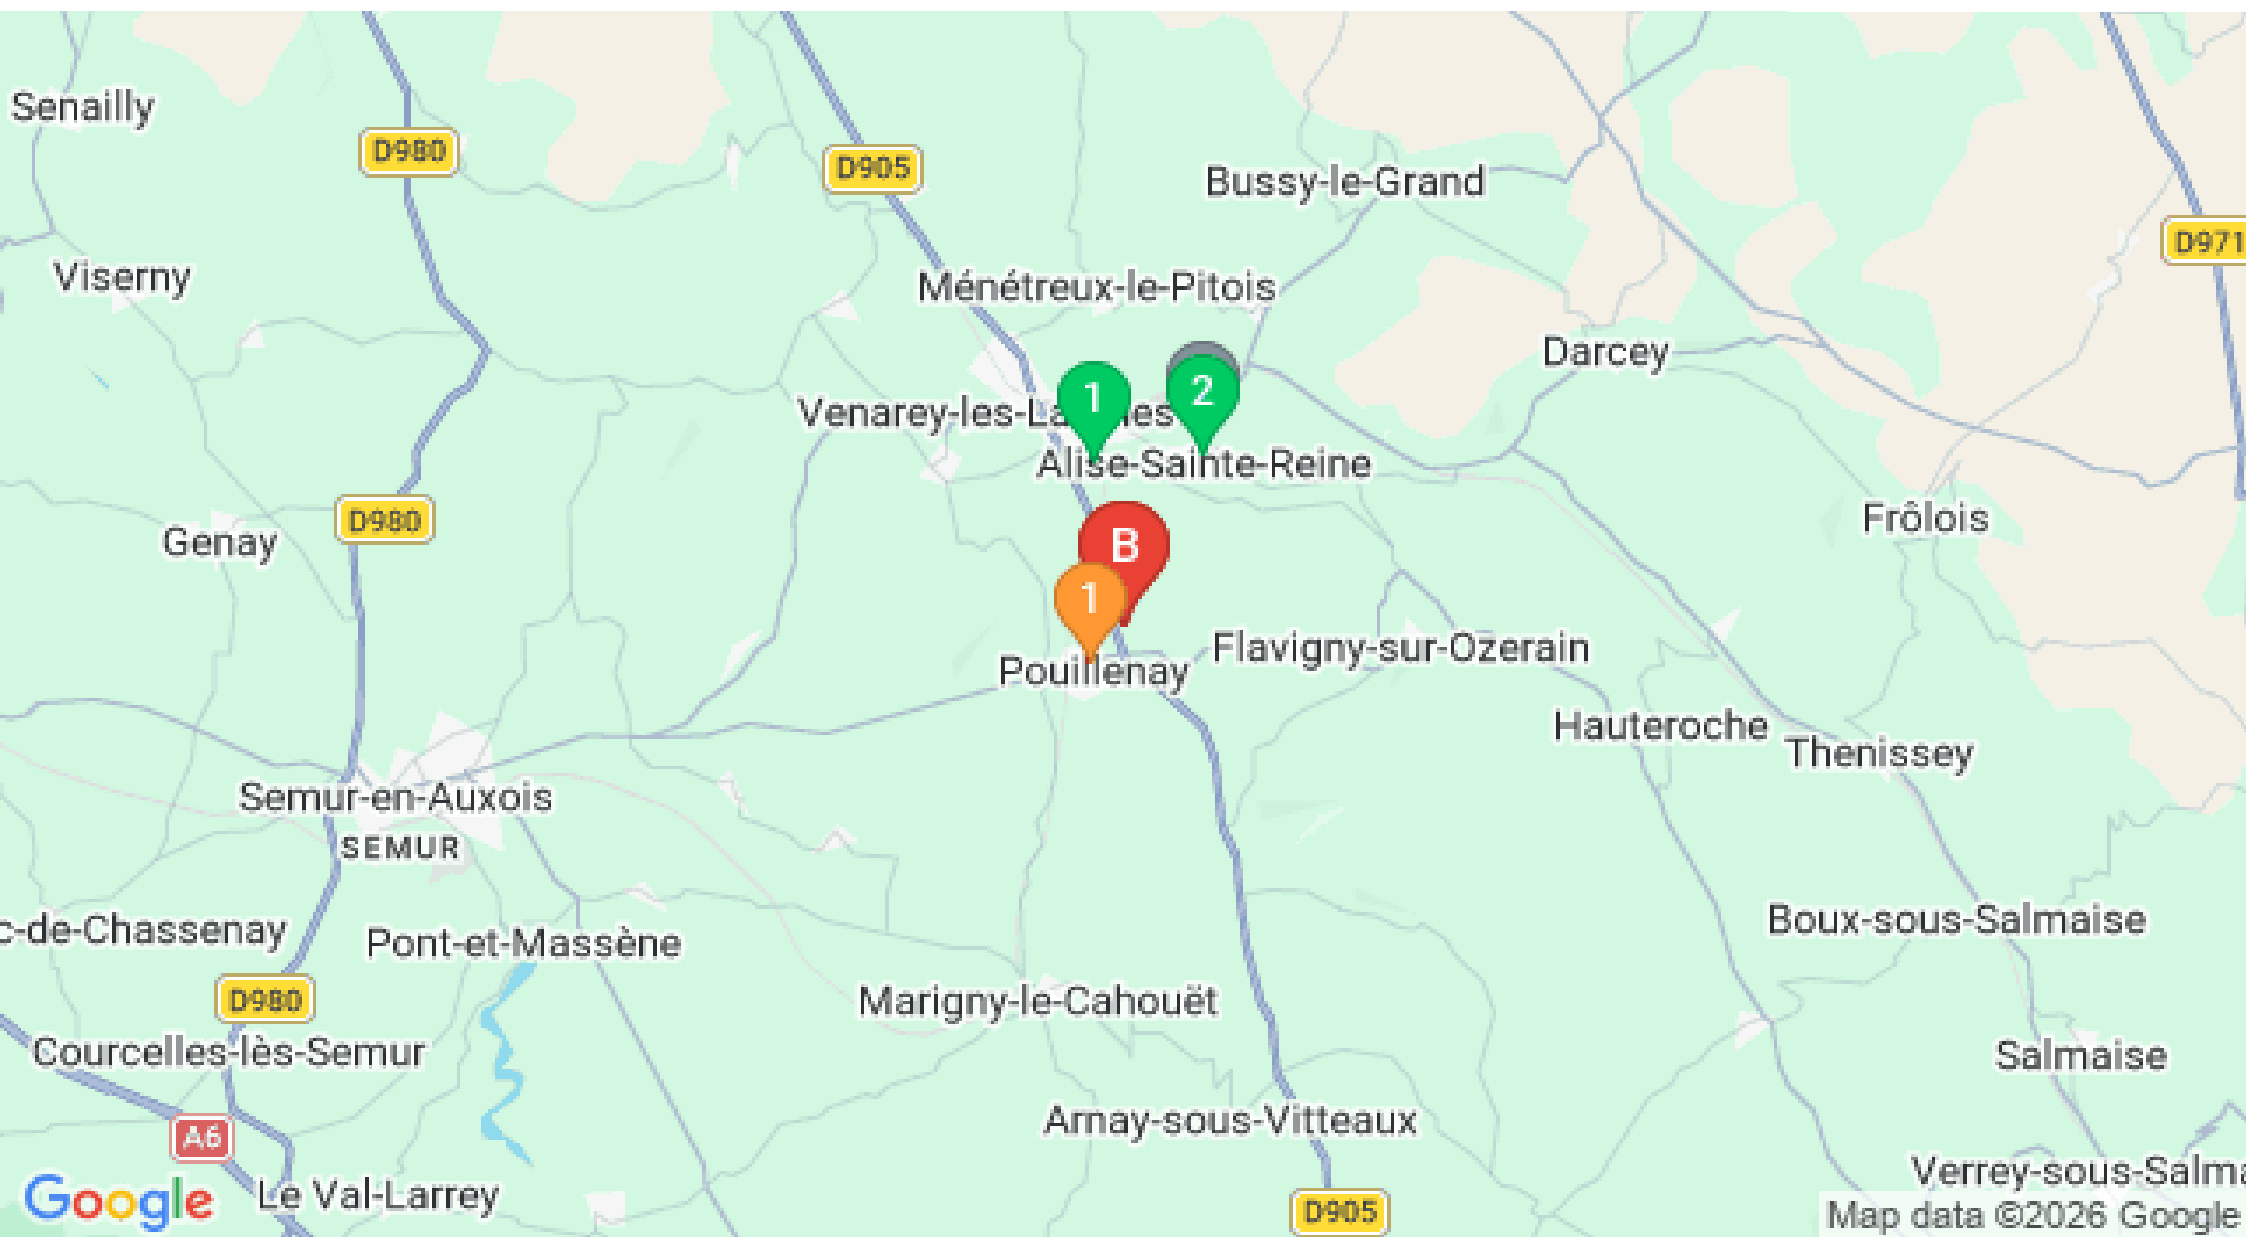 Senailly
D980
D905
Bussy-le-Grand
D971
Viserny
Ménétreux-le-Pitois
Darcey
1
2
Venarey-les-La mes
Alise-Sainte-Reine
D980
Genay
Frôlois
B
1
Pouillenay
Flavigny-sur-Ozerain
Hauteroche
Thenissey
Semur-en-Auxois
SEMUR
c-de-Chassenay
Pont-et-Massène
Boux-sous-Salmaise
D980
Marigny-le-Cahouët
Courcelles-lès-Semur
Salmaise
A6
Arnay-sous-Vitteaux
Verrey-sous-Salma
Google
Le Val-Larrey
D905
Map data ©2026 Google